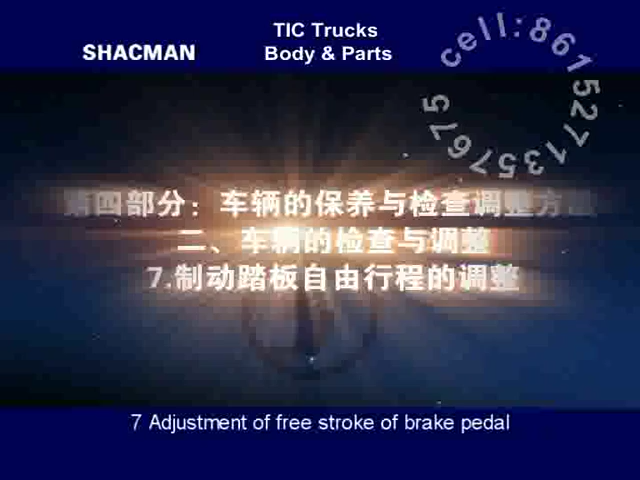 TIC Trucks
SHACMAN
Body & Parts
cell:8615271357675
第四部分：车辆的保养与检查调整方法
二、车辆的检查与调整
7.制动踏板自由行程的调整
7 Adjustment of free stroke of brake pedal